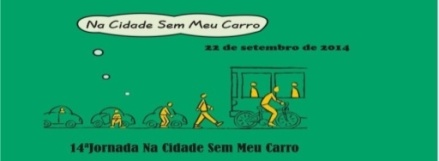 Na Cidade Sem Meu Carro
22 de setembro de 2014
14ªJornada Na Cidade Sem Meu Carro